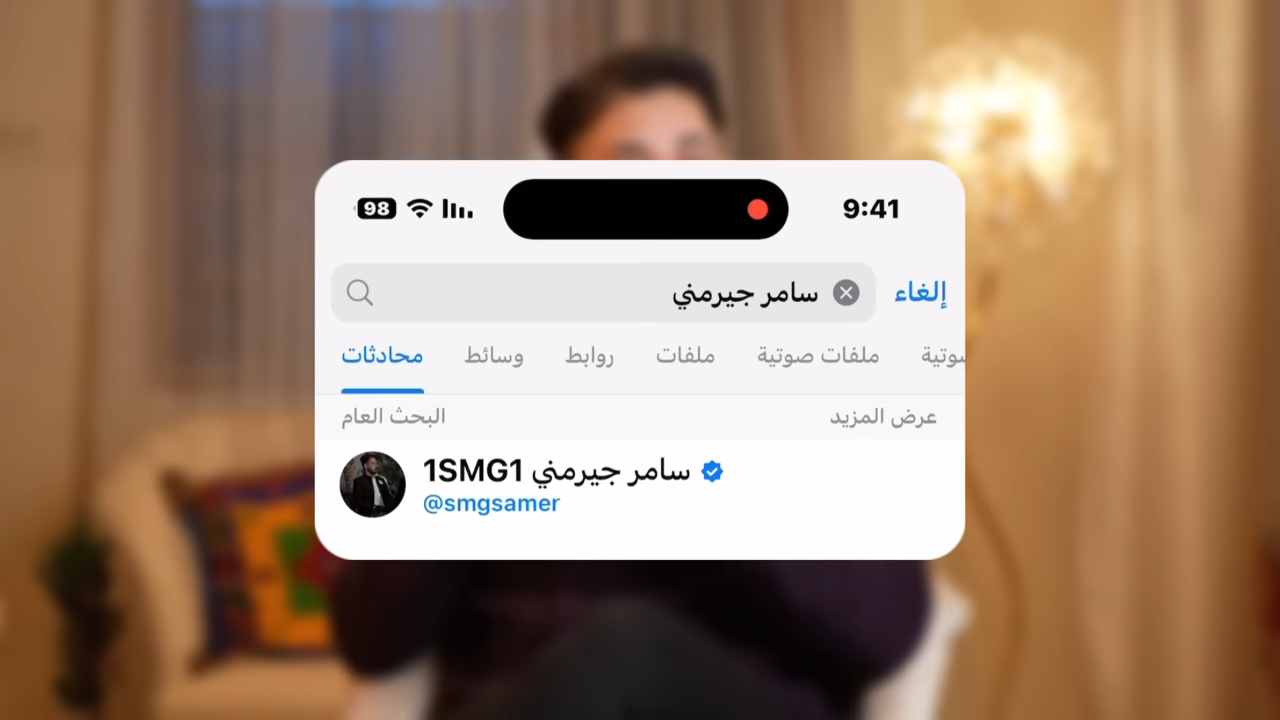 98 9:41
سامر جيرمني إلغاء
محادثات وسائط روابط ملفات ملفات صوتية
البحث العام عرض المزيد
1SMG1 سامر جيرمني
@smgsamer